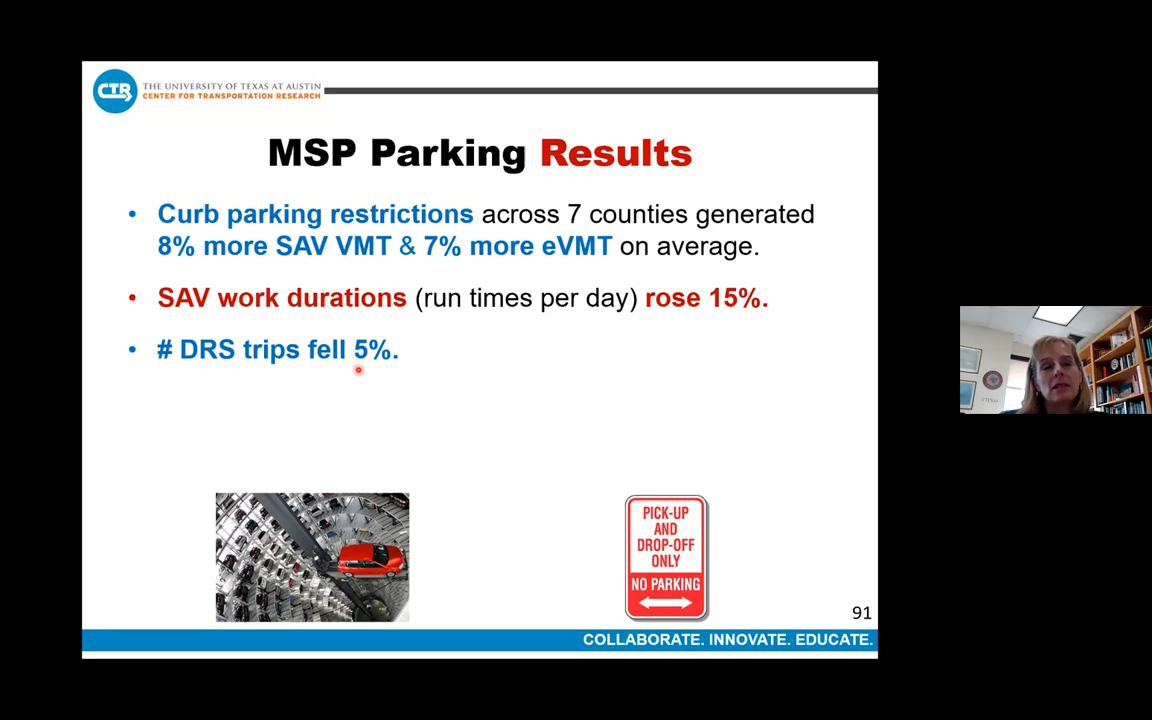 CTR
THE UNIVERSITY OF TEXAS AT AUSTIN
CENTER FOR TRANSPORTATION RESEARCH
MSP Parking Results
• Curb parking restrictions across 7 counties generated
8% more SAV VMT & 7% more eVMT on average.
• SAV work durations (run times per day) rose 15%.
• # DRS trips fell 5%.
PICK-UP
AND
DROP-OFF
ONLY
NO PARKING
91
COLLABORATE. INNOVATE. EDUCATE.